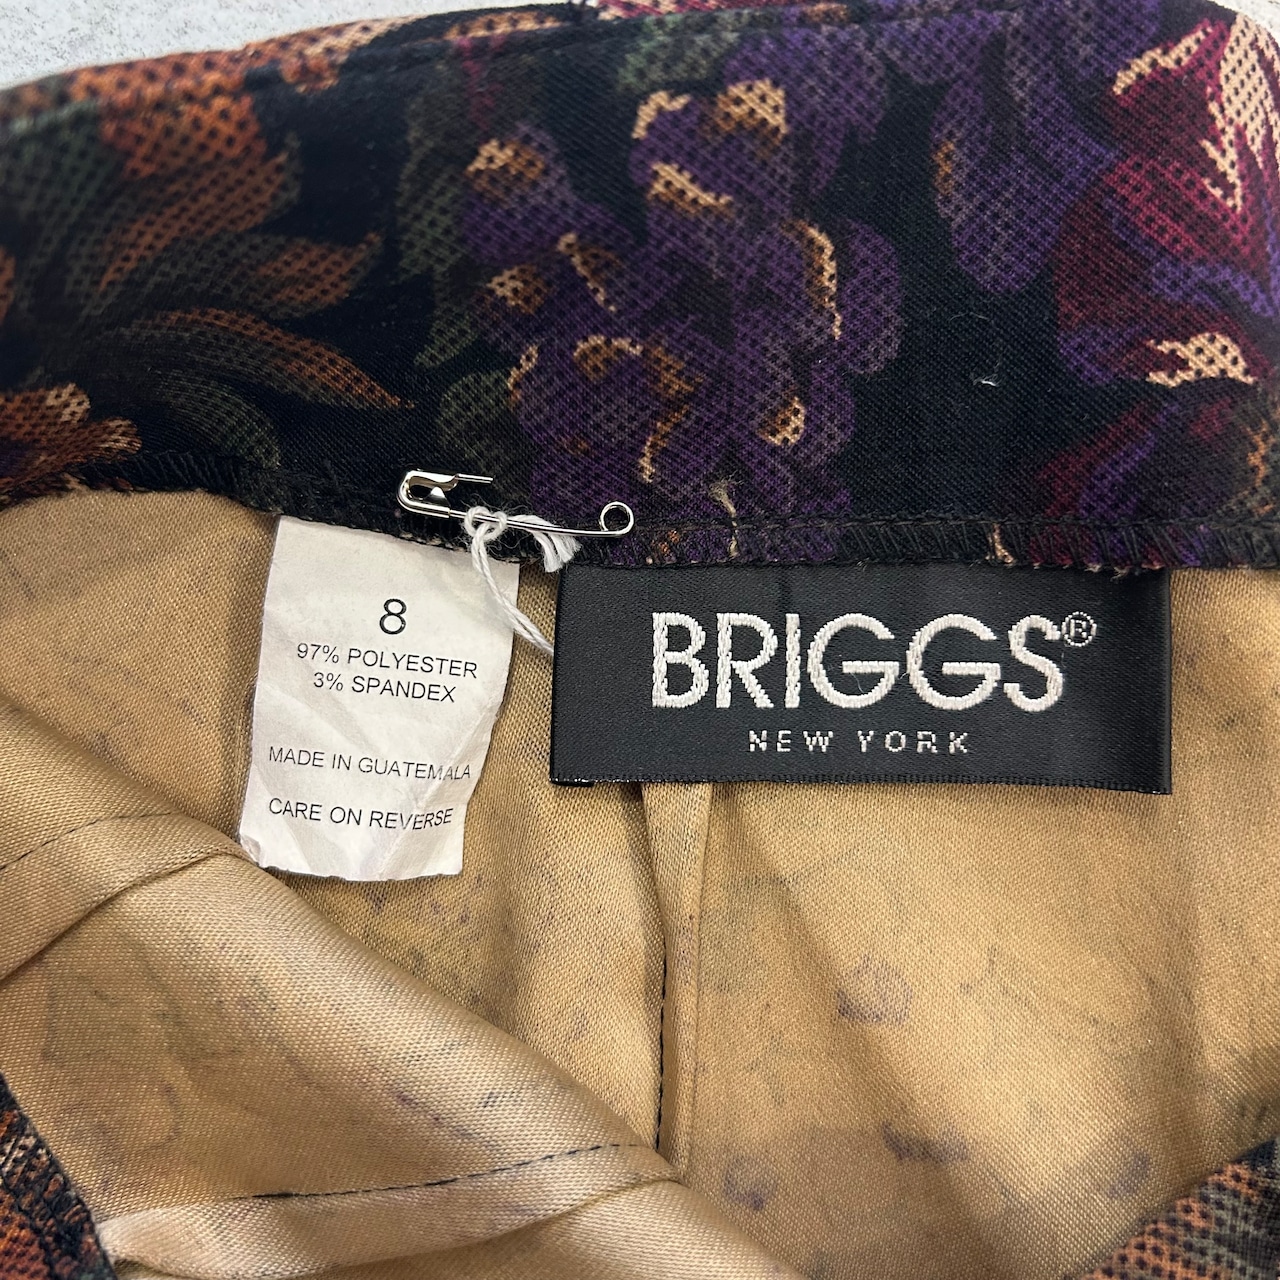 8
97% POLYESTER
3% SPANDEX
MADE IN GUATEMALA
CARE ON REVERSE
BRIGGS®
NEW YORK